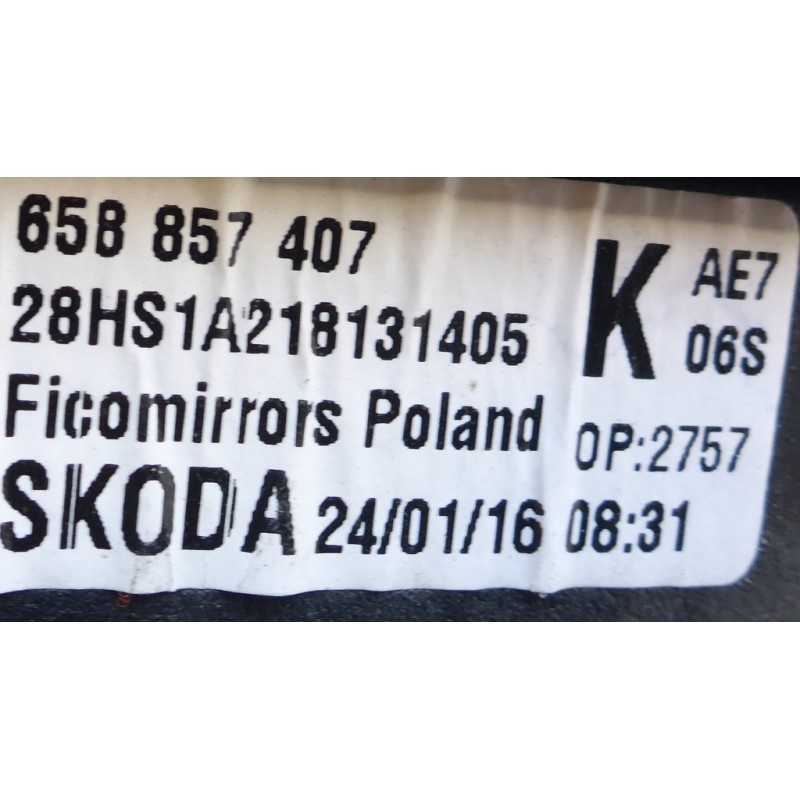 658 857 407
28HS1A218131405
Ficomirrors Poland
SKODA 24/01/16 08:31
K
AE7
06S
OP:2757